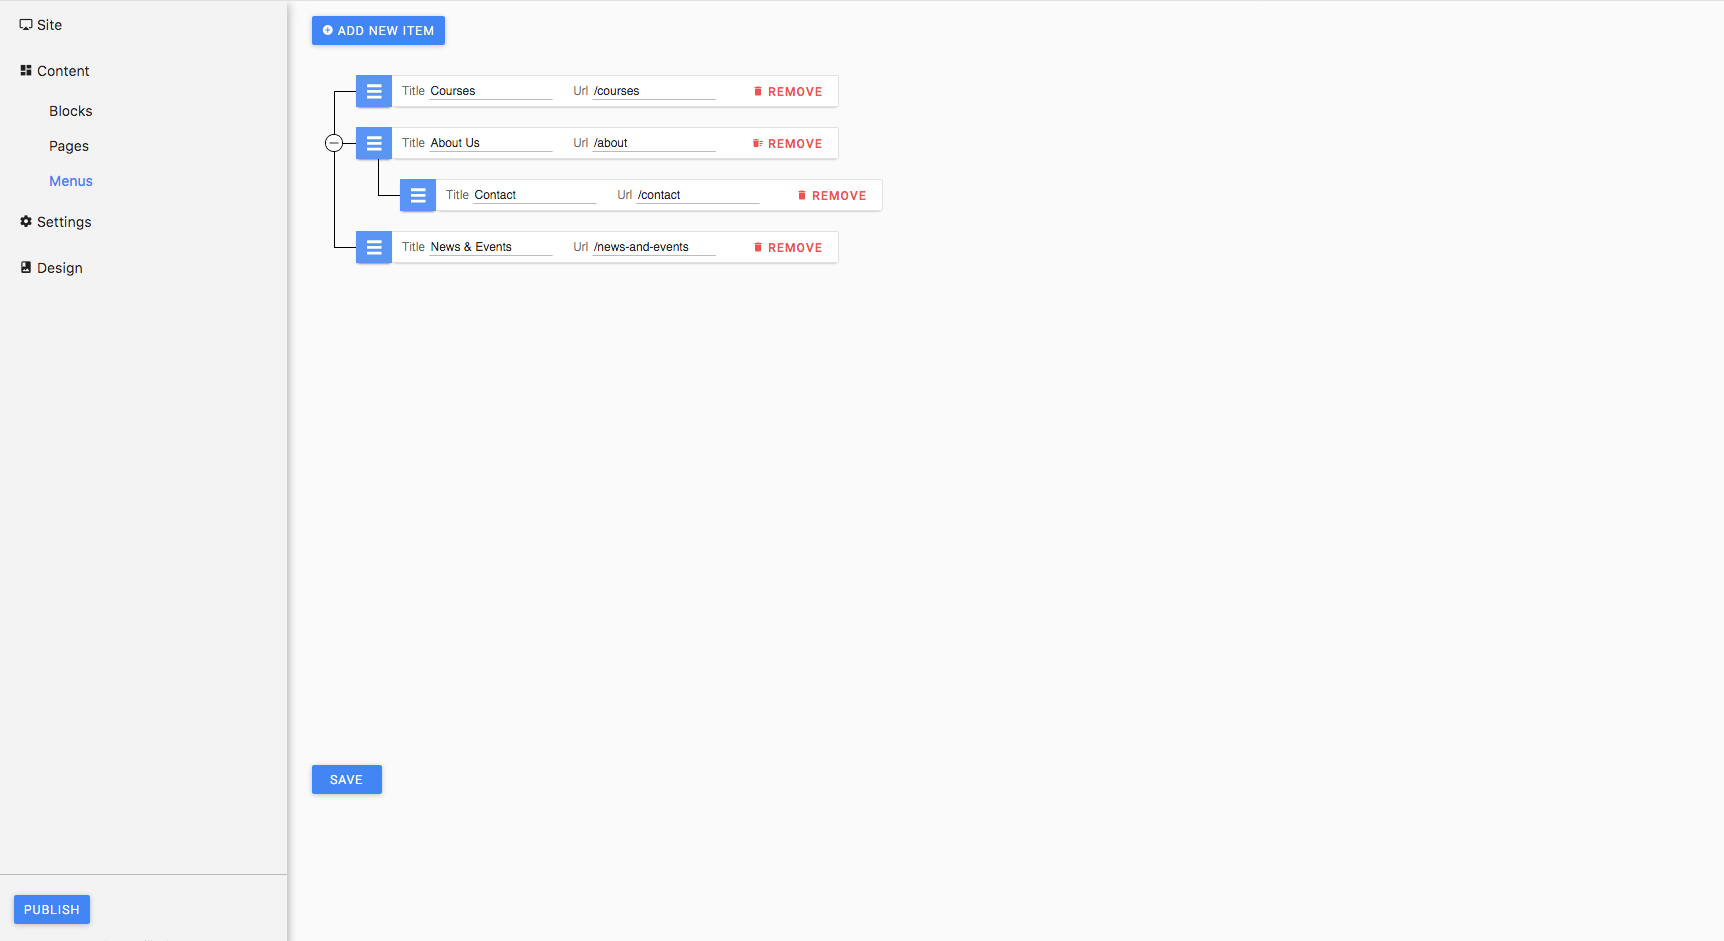 Site
Content
Blocks
Pages
Menus
Settings
Design
PUBLISH
ADD NEW ITEM
Title Courses Url /courses REMOVE
Title About Us Url /about REMOVE
Title Contact Url /contact REMOVE
Title News & Events Url /news-and-events REMOVE
SAVE